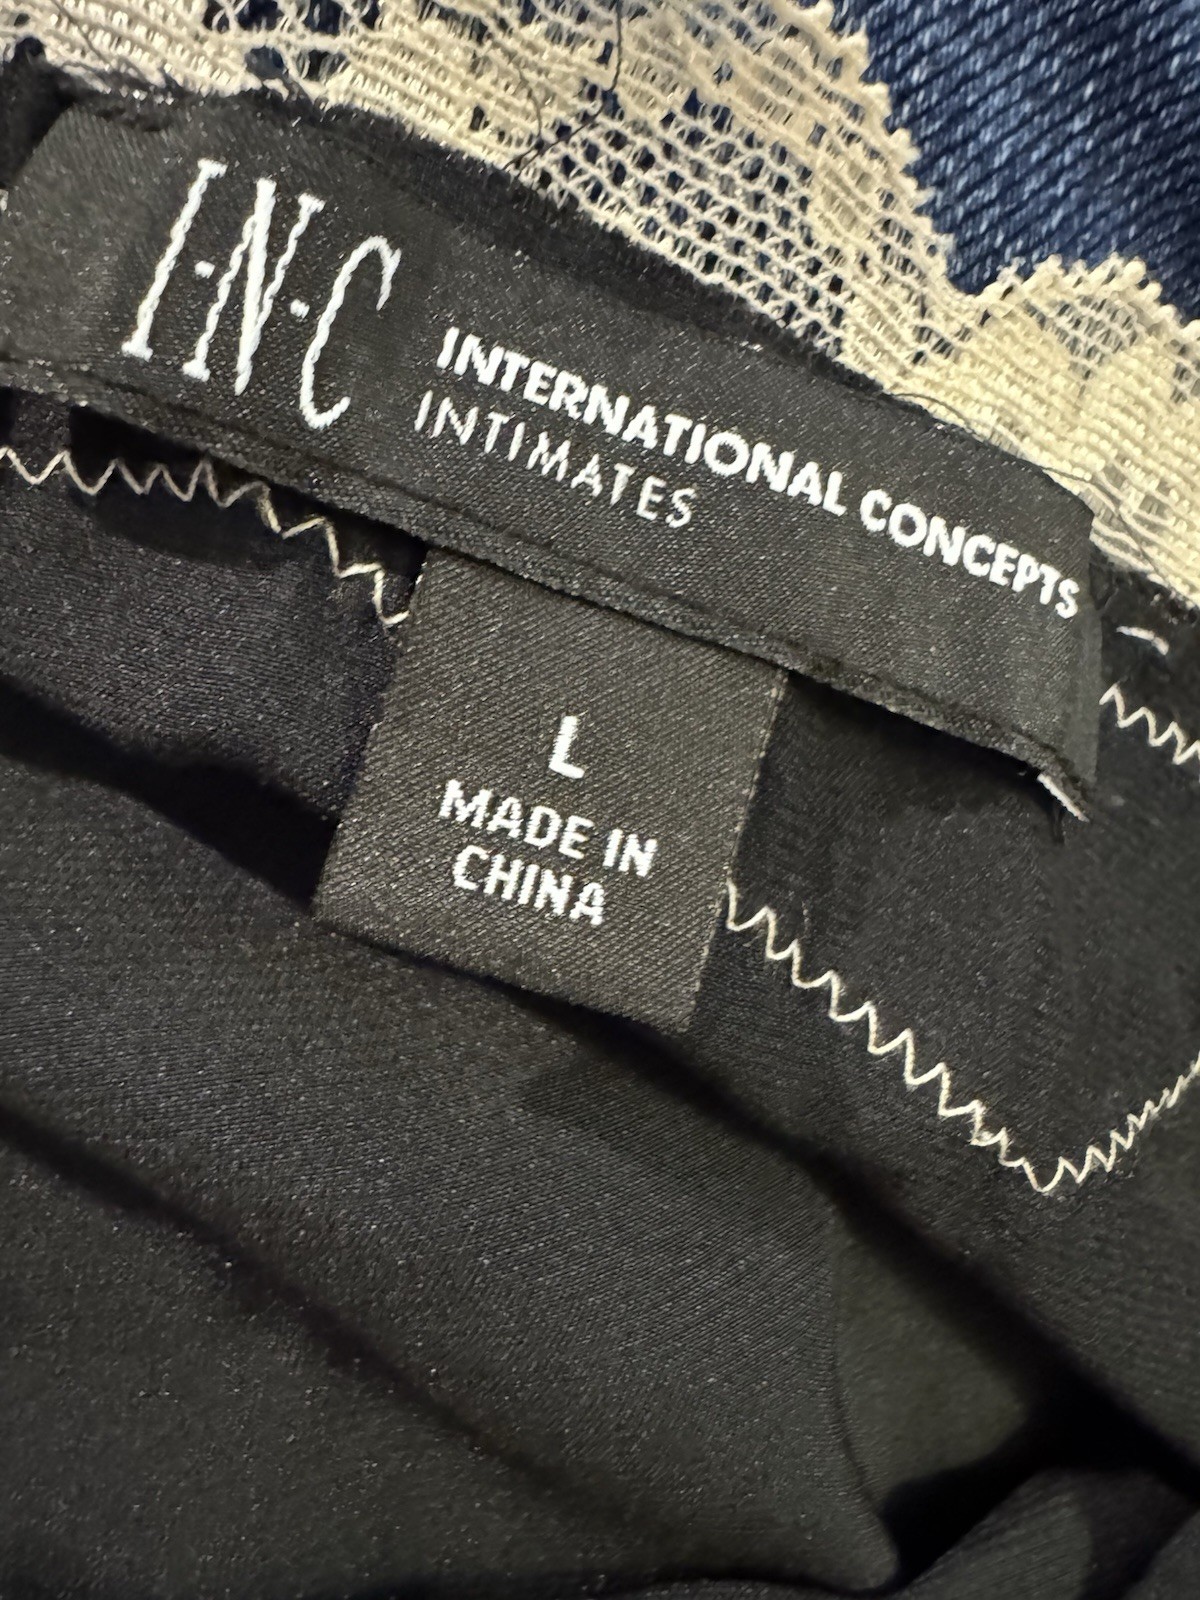 I·N·C INTERNATIONAL CONCEPTS
INTIMATES
L
MADE IN
CHINA